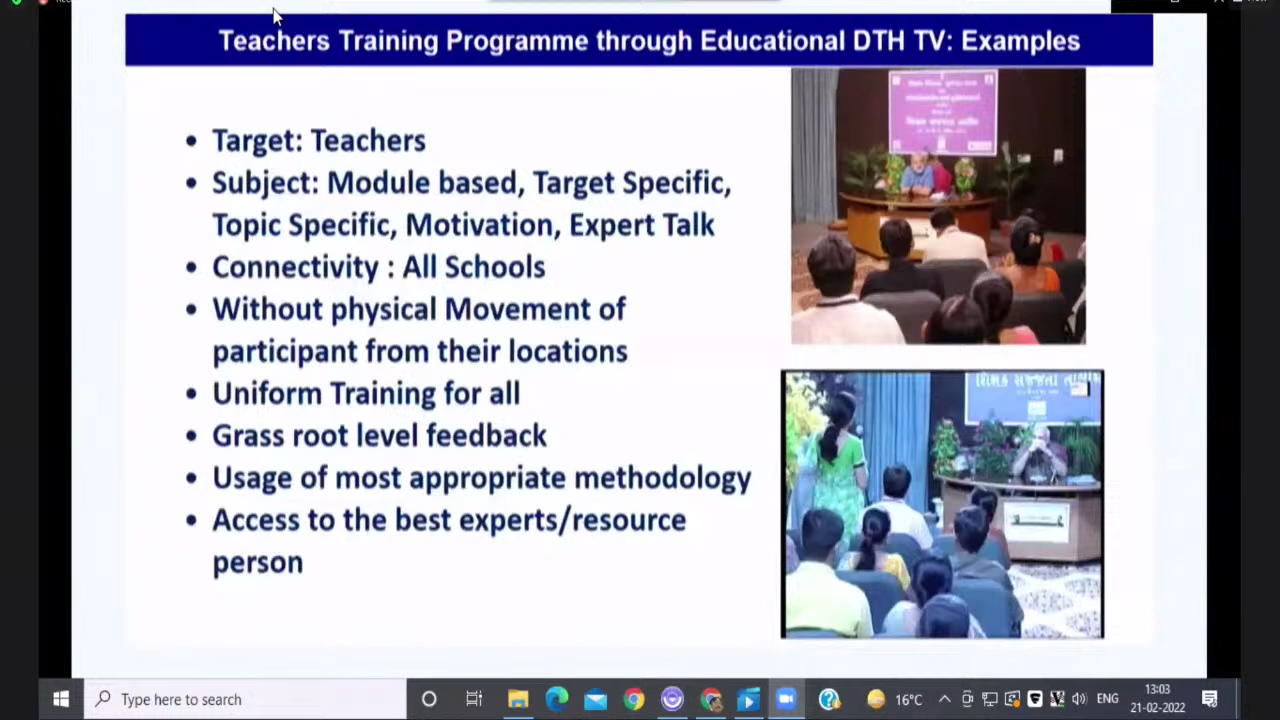 Teachers Training Programme through Educational DTH TV: Examples
• Target: Teachers
• Subject: Module based, Target Specific,
Topic Specific, Motivation, Expert Talk
• Connectivity : All Schools
• Without physical Movement of
participant from their locations
• Uniform Training for all
• Grass root level feedback
• Usage of most appropriate methodology
• Access to the best experts/resource
person
શિક્ષક સજ્જતા તાલીમ
Type here to search
16°C
ENG
13:03
21-02-2022